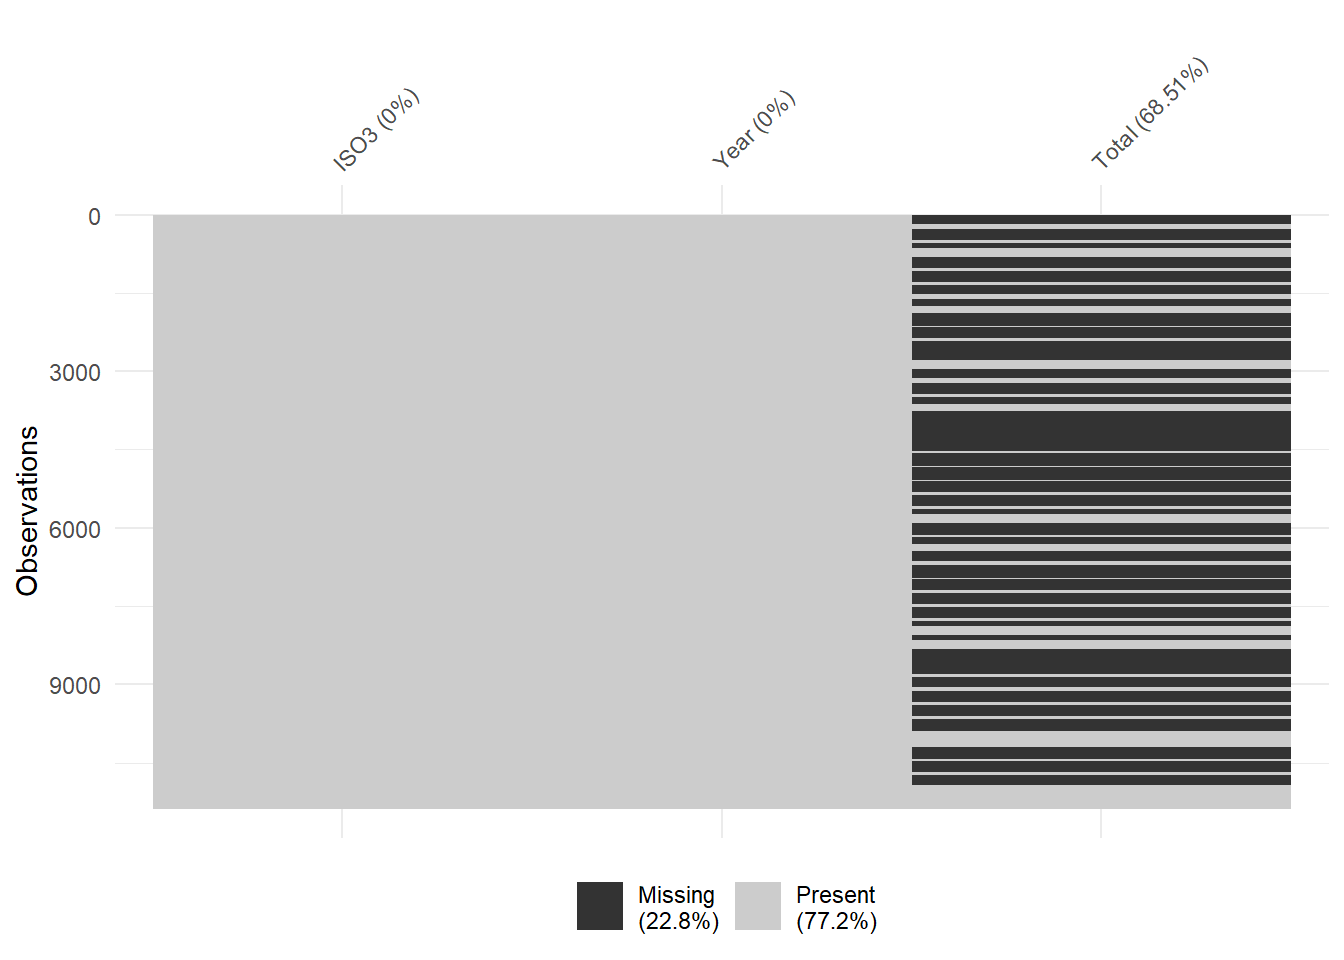 ISO3 (0%)
Year (0%)
Total (68.51%)
0
3000
6000
9000
Observations
Missing
(22.8%)
Present
(77.2%)